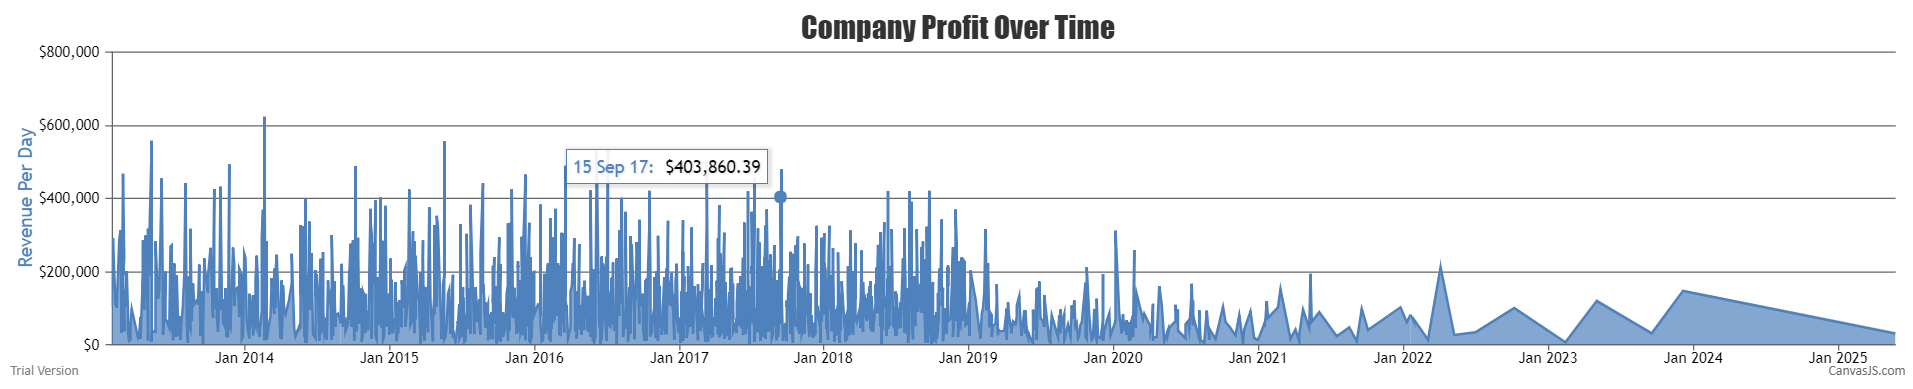 Company Profit Over Time
Revenue Per Day
$800,000
$600,000
$400,000
$200,000
$0
15 Sep 17: $403,860.39
Jan 2014 Jan 2015 Jan 2016 Jan 2017 Jan 2018 Jan 2019 Jan 2020 Jan 2021 Jan 2022 Jan 2023 Jan 2024 Jan 2025
Trial Version
CanvasJS.com